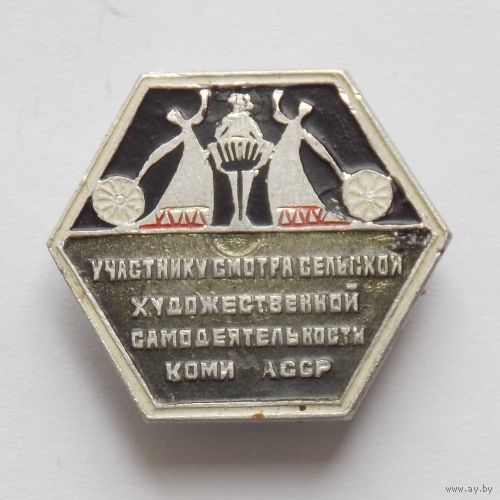 УЧАСТНИКУ СМОТРА СЕЛЬСКОЙ
ХУДОЖЕСТВЕННОЙ
САМОДЕЯТЕЛЬНОСТИ
КОМИ АССР
www.ay.by